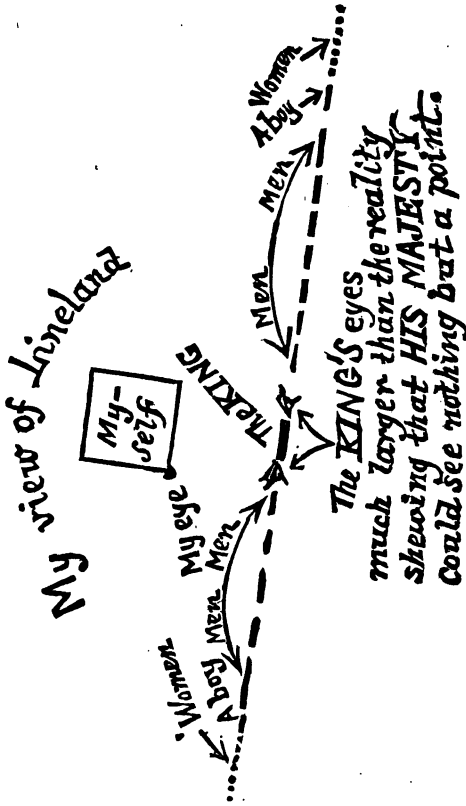 My view of Lineland
My-
self
My eye
The KING
Women
A boy
Men
Men
Men
Men
A boy
Women
The KING'S eyes
much larger than the reality
shewing that HIS MAJESTY
could see nothing but a point.